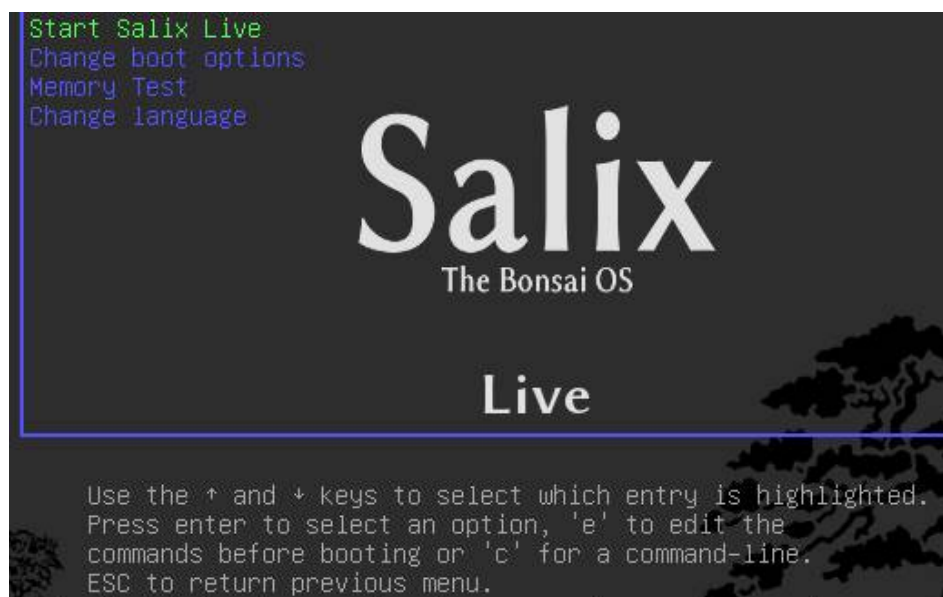 Start Salix Live
Change boot options
Memory Test
Change language
Salix
The Bonsai OS
Live
Use the ↑ and ↓ keys to select which entry is highlighted.
Press enter to select an option, 'e' to edit the
commands before booting or 'c' for a command-line.
ESC to return previous menu.